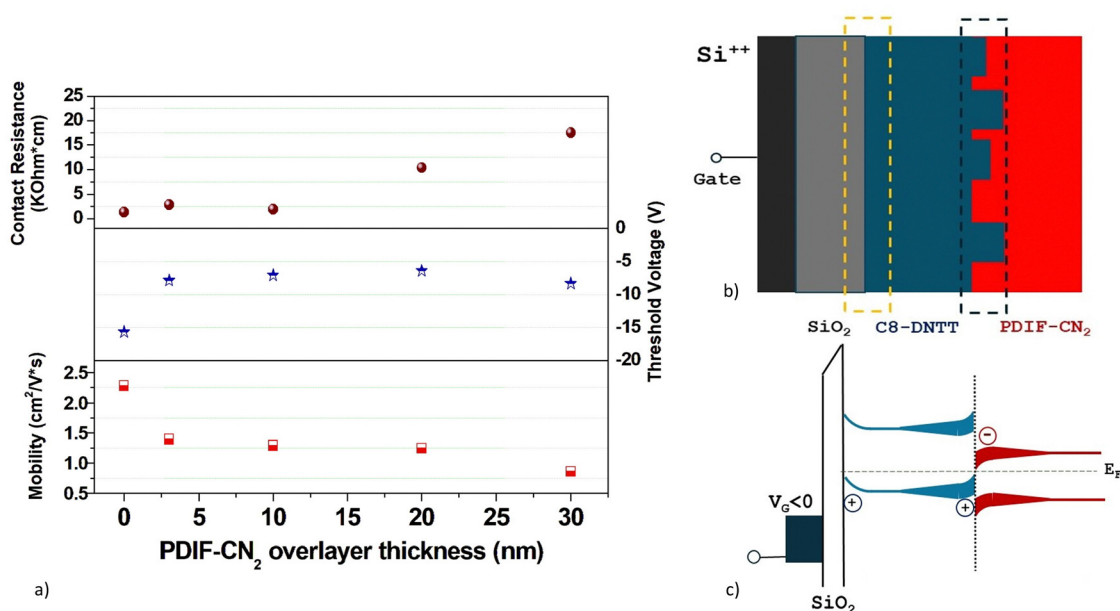 Contact Resistance
(KOhm*cm)
25
20
15
10
5
0
0
-5
-10
-15
-20
Threshold Voltage (V)
Mobility (cm²/V*s)
2.5
2.0
1.5
1.0
0.5
0 5 10 15 20 25 30
PDIF-CN₂ overlayer thickness (nm)
a)
Si⁺⁺
Gate
b)
SiO₂ C8-DNTT PDIF-CN₂
V_G<0
+
+
−
E_F
SiO₂
c)